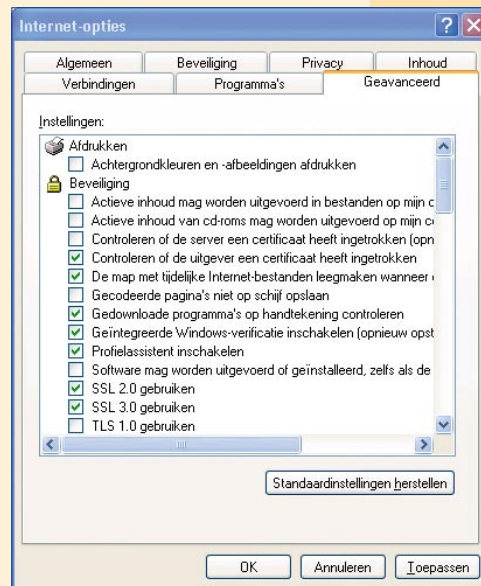 Internet-opties
Algemeen Beveiliging Privacy Inhoud
Verbindingen Programma's Geavanceerd
Instellingen:
Afdrukken
Achtergrondkleuren en -afbeeldingen afdrukken
Beveiliging
Actieve inhoud mag worden uitgevoerd in bestanden op mijn c
Actieve inhoud van cd-roms mag worden uitgevoerd op mijn co
Controleren of de server een certificaat heeft ingetrokken (opn
Controleren of de uitgever een certificaat heeft ingetrokken
De map met tijdelijke Internet-bestanden leegmaken wanneer
Gecodeerde pagina's niet op schijf opslaan
Gedownloade programma's op handtekening controleren
Geïntegreerde Windows-verificatie inschakelen (opnieuw opst
Profielassistent inschakelen
Software mag worden uitgevoerd of geïnstalleerd, zelfs als de
SSL 2.0 gebruiken
SSL 3.0 gebruiken
TLS 1.0 gebruiken
Standaardinstellingen herstellen
OK Annuleren Toepassen